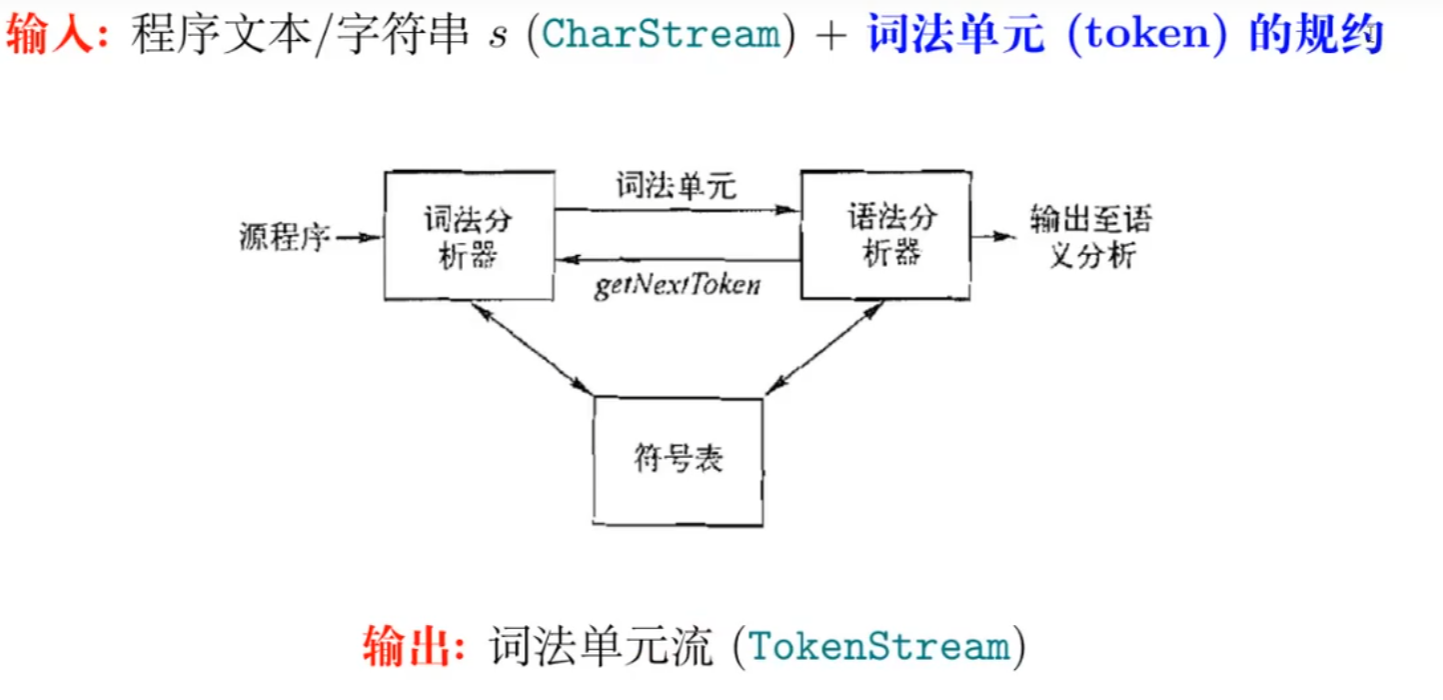 输入: 程序文本/字符串 s (CharStream) + 词法单元 (token) 的规约
词法单元
源程序
词法分
析器
语法分
析器
输出至语
义分析
getNextToken
符号表
输出: 词法单元流 (TokenStream)